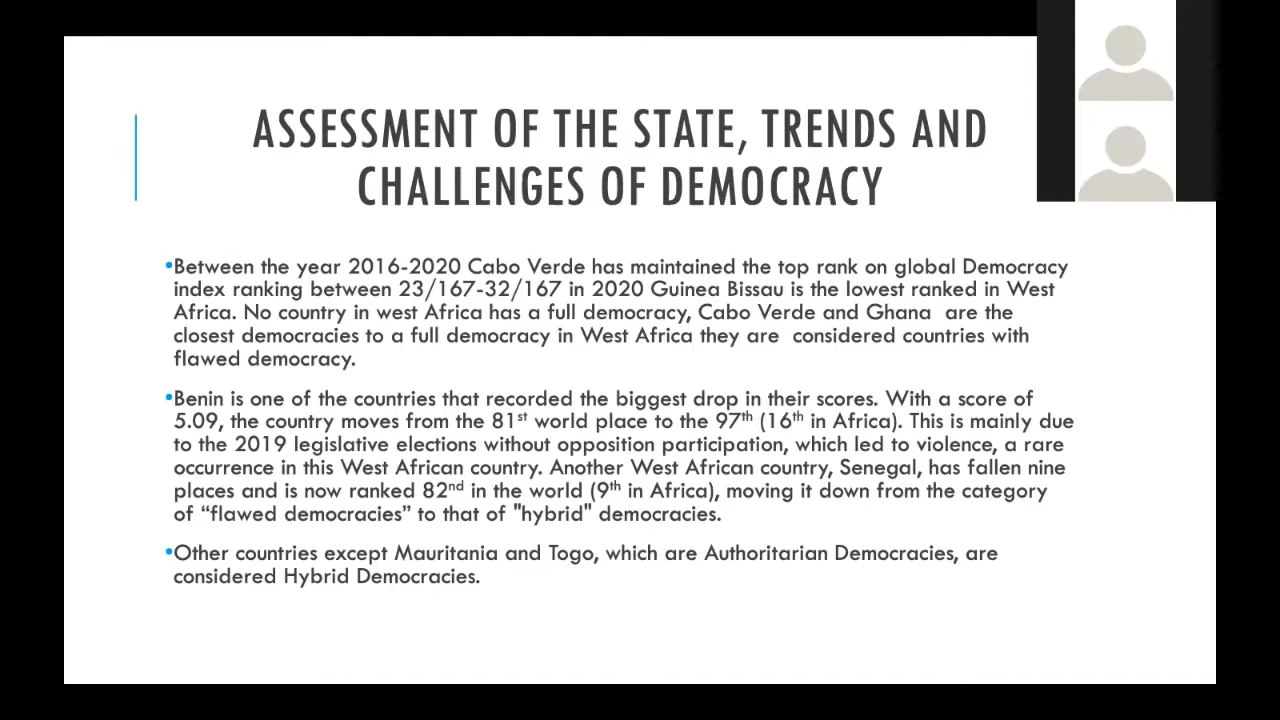 ASSESSMENT OF THE STATE, TRENDS AND
CHALLENGES OF DEMOCRACY
•Between the year 2016-2020 Cabo Verde has maintained the top rank on global Democracy
index ranking between 23/167-32/167 in 2020 Guinea Bissau is the lowest ranked in West
Africa. No country in west Africa has a full democracy, Cabo Verde and Ghana  are the
closest democracies to a full democracy in West Africa they are  considered countries with
flawed democracy.
•Benin is one of the countries that recorded the biggest drop in their scores. With a score of
5.09, the country moves from the 81st world place to the 97th (16th in Africa). This is mainly due
to the 2019 legislative elections without opposition participation, which led to violence, a rare
occurrence in this West African country. Another West African country, Senegal, has fallen nine
places and is now ranked 82nd in the world (9th in Africa), moving it down from the category
of “flawed democracies” to that of "hybrid" democracies.
•Other countries except Mauritania and Togo, which are Authoritarian Democracies, are
considered Hybrid Democracies.